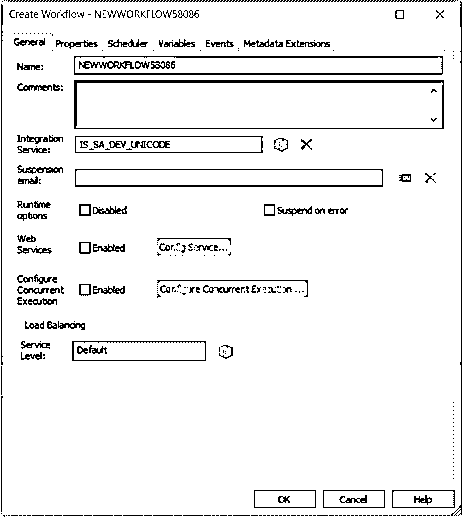 Create Workflow - NEWWORKFLOW58086
General Properties Scheduler Variables Events Metadata Extensions
Name: NEWWORKFLOW58086
Comments:
Integration Service: IS_SA_DEV_UNICODE
Suspension email:
Runtime options Disabled Suspend on error
Web Services Enabled Config Service...
Configure Concurrent Execution Enabled Configure Concurrent Execution ...
Load Balancing
Service Level: Default
OK Cancel Help